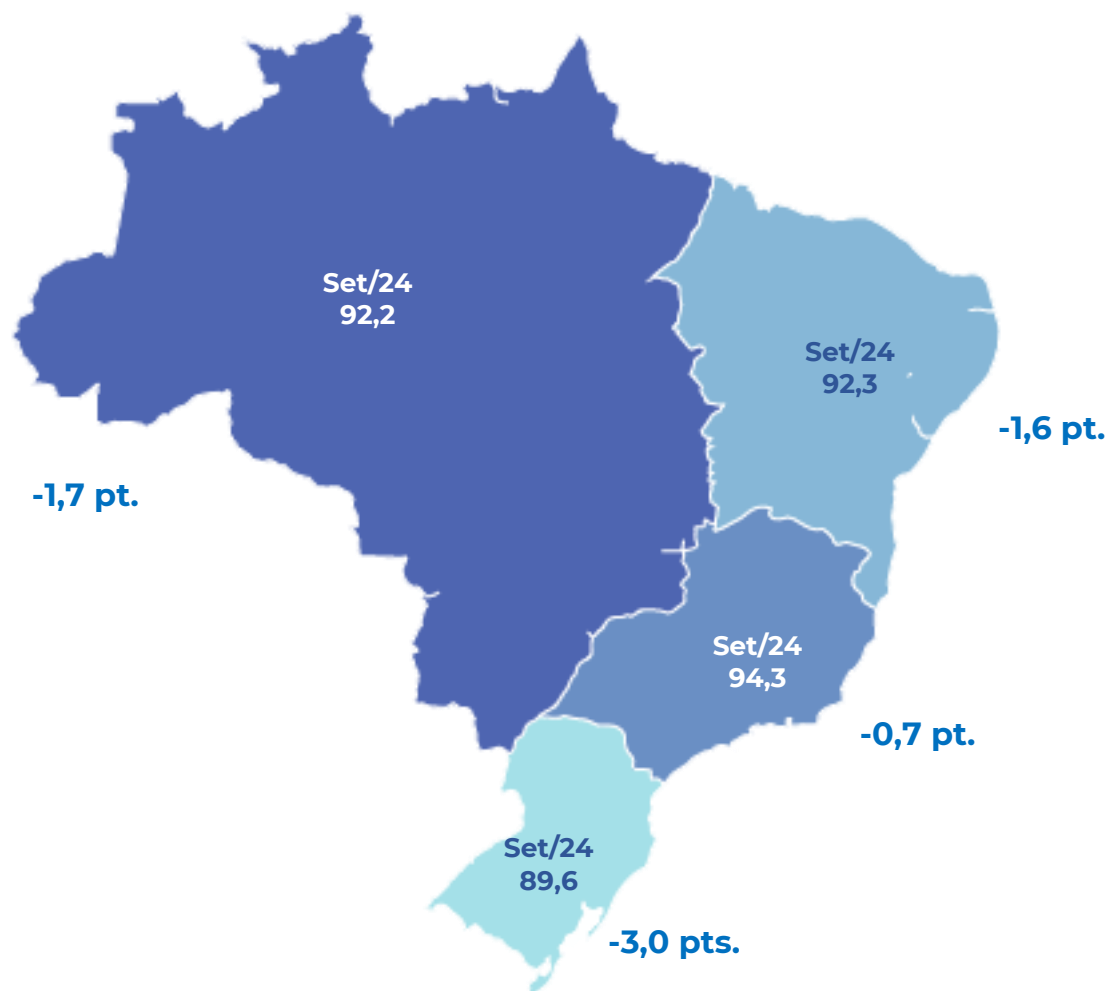 Set/24
92,2
Set/24
92,3
-1,6 pt.
-1,7 pt.
Set/24
94,3
-0,7 pt.
Set/24
89,6
-3,0 pts.